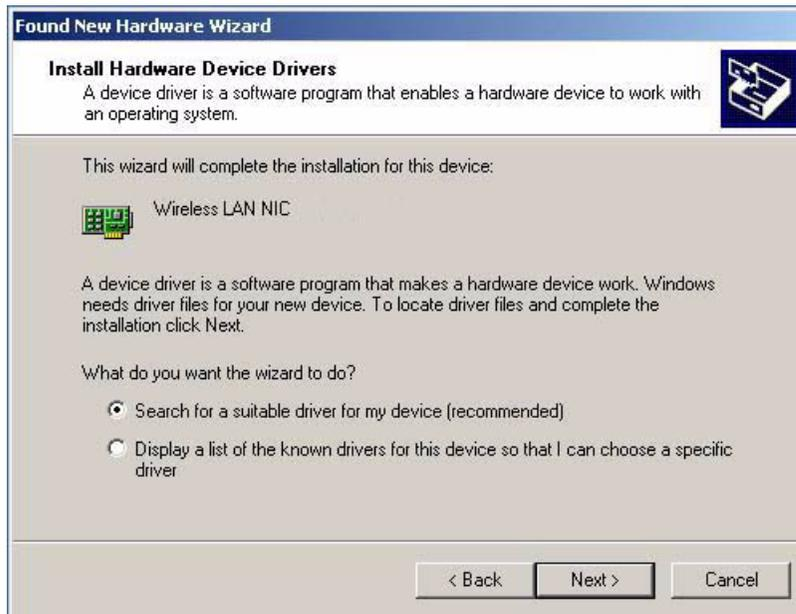 Found New Hardware Wizard
Install Hardware Device Drivers
A device driver is a software program that enables a hardware device to work with
an operating system.
This wizard will complete the installation for this device:
Wireless LAN NIC
A device driver is a software program that makes a hardware device work. Windows
needs driver files for your new device. To locate driver files and complete the
installation click Next.
What do you want the wizard to do?
Search for a suitable driver for my device (recommended)
Display a list of the known drivers for this device so that I can choose a specific
driver
< Back
Next >
Cancel